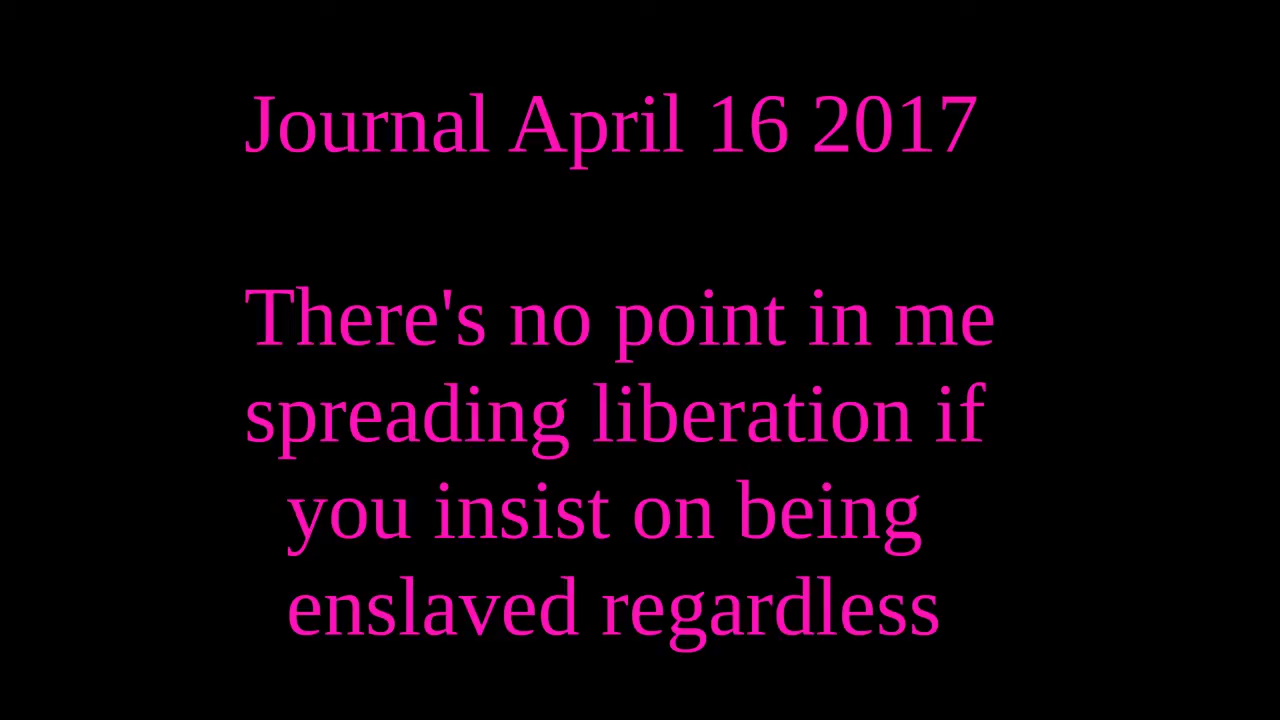 Journal April 16 2017
There's no point in me
spreading liberation if
you insist on being
enslaved regardless